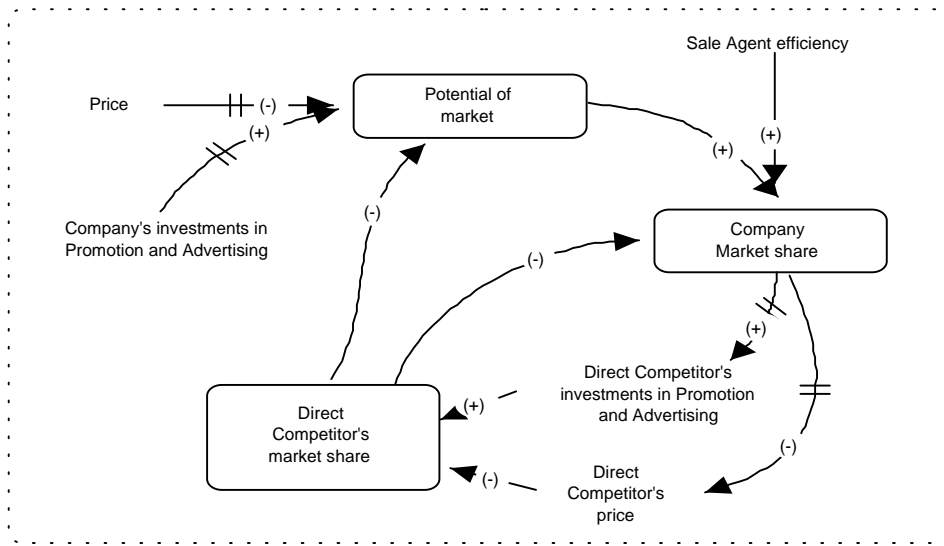 Sale Agent efficiency
Price
(-)
Potential of
market
(+)
(+)
(+)
Company's investments in
Promotion and Advertising
(-)
Company
Market share
(-)
(+)
Direct Competitor's
investments in Promotion
and Advertising
(+)
Direct
Competitor's
market share
(-)
(-)
Direct
Competitor's
price